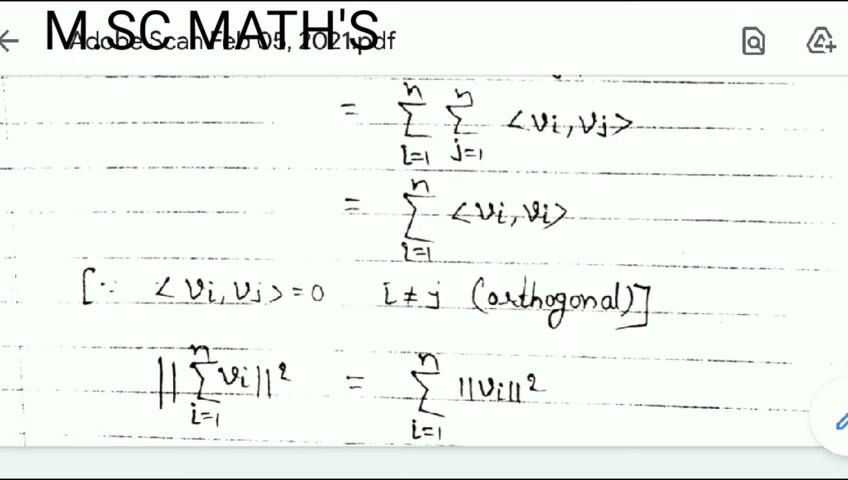 M.SC MATH'S
Adobe Scan Feb 05, 2021.pdf
= n∑i=1 n∑j=1 <vi, vj>
= n∑i=1 <vi, vi>
[∵ <vi, vj> = 0 i ≠ j (orthogonal)]
||n∑i=1 vi||² = n∑i=1 ||vi||²